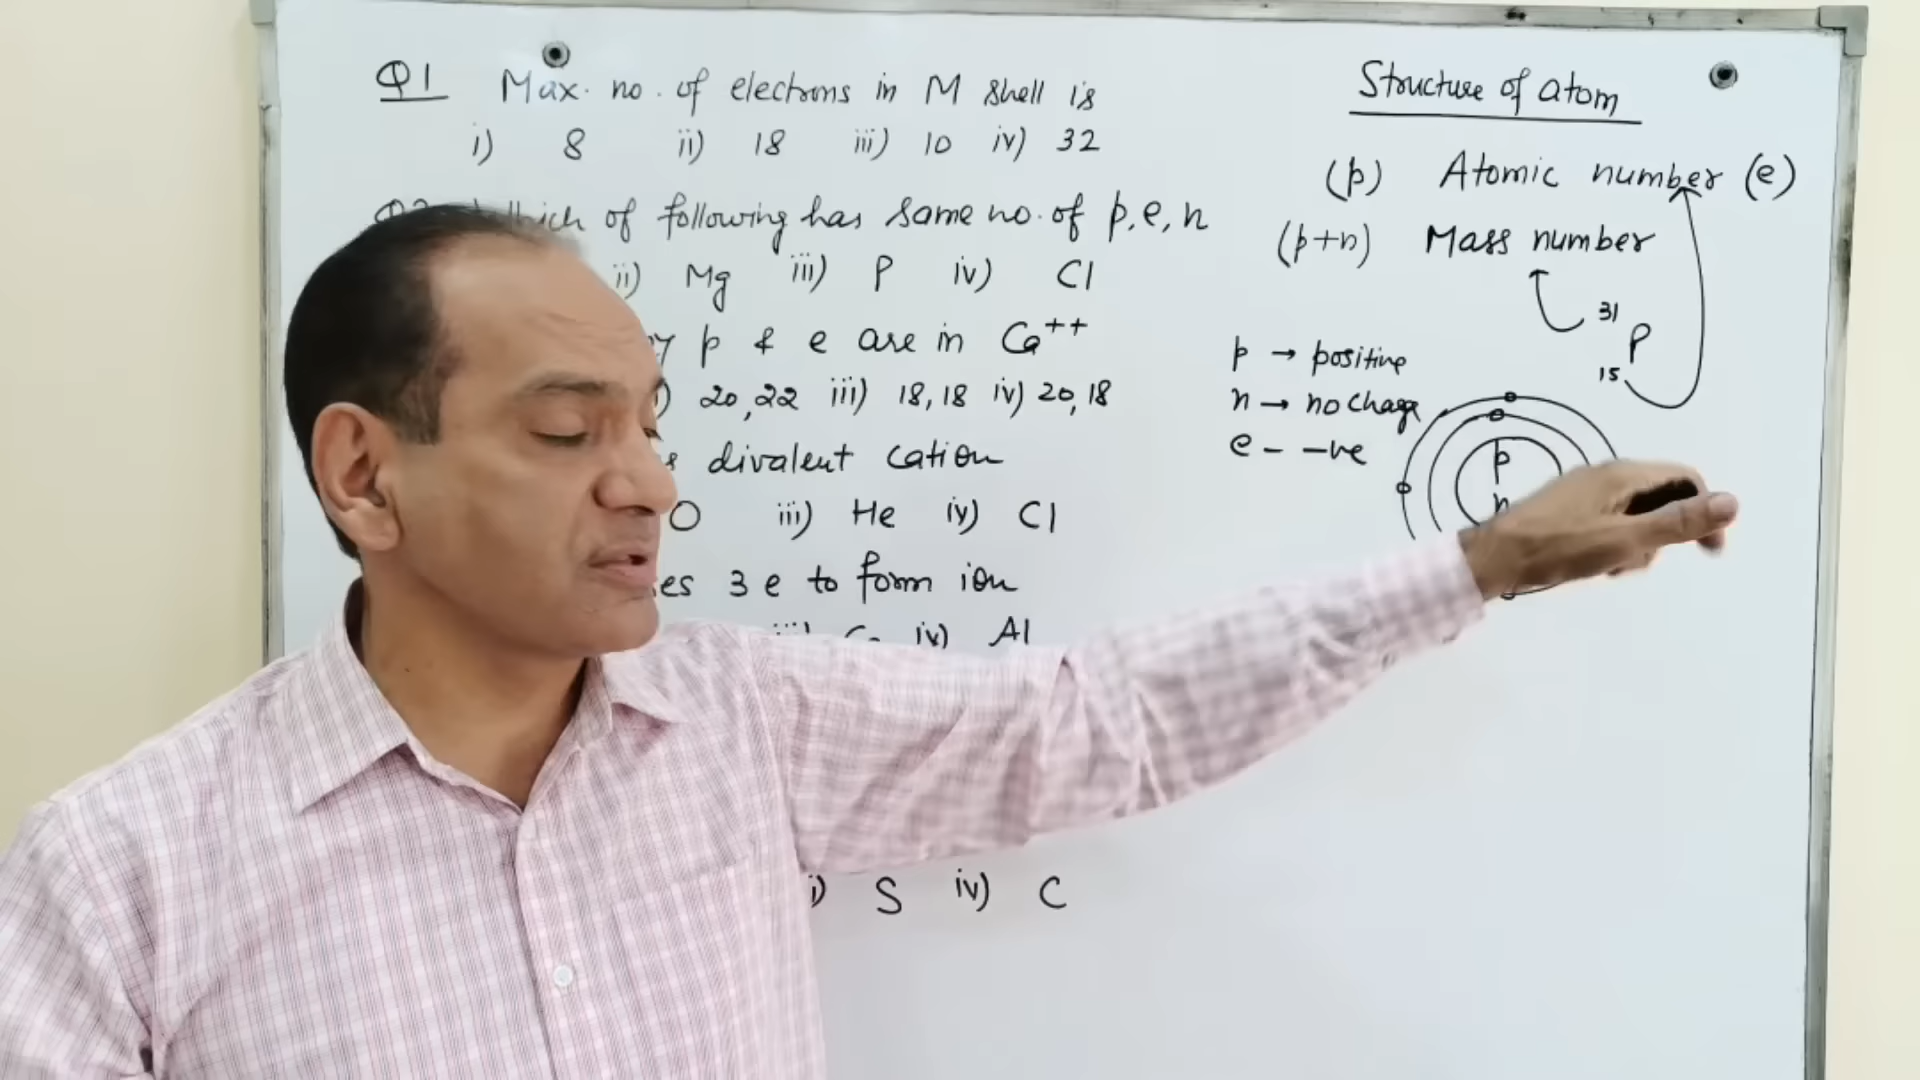 Q1 Max. no. of electrons in M shell is
i) 8 ii) 18 iii) 10 iv) 32
of following has same no. of p, e, n
ii) Mg iii) P iv) Cl
p & e are in Ca++
20,22 iii) 18,18 iv) 20,18
divalent cation
O iii) He iv) Cl
3 e to form ion
iv) Al
S iv) C
Structure of atom
(p) Atomic number (e)
(p+n) Mass number
31
P
15
p → positive
n → no charge
e - -ve
p
n